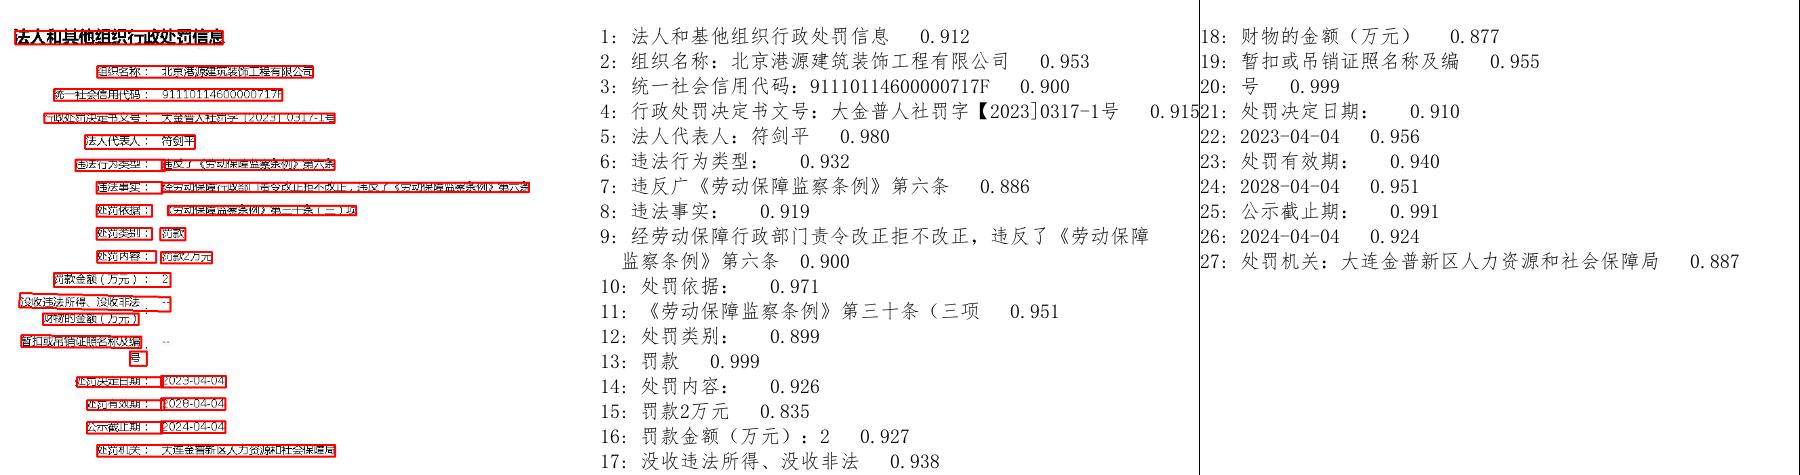 法人和其他组织行政处罚信息
组织名称： 北京港源建筑装饰工程有限公司
统一社会信用代码： 91110114600000717F
行政处罚决定书文号： 大金普人社罚字〔2023〕0317-1号
法人代表人： 符剑平
违法行为类型： 违反了《劳动保障监察条例》第六条
违法事实： 经劳动保障行政部门责令改正拒不改正，违反了《劳动保障监察条例》第六条
处罚依据： 《劳动保障监察条例》第三十条（三）项
处罚类别： 罚款
处罚内容： 罚款2万元
罚款金额（万元）： 2
没收违法所得、没收非法 --
财物的金额（万元）：
暂扣或吊销证照名称及编 --
号：
处罚决定日期： 2023-04-04
处罚有效期： 2028-04-04
公示截止期： 2024-04-04
处罚机关： 大连金普新区人力资源和社会保障局
1: 法人和基他组织行政处罚信息 0.912
2: 组织名称：北京港源建筑装饰工程有限公司 0.953
3: 统一社会信用代码：91110114600000717F 0.900
4: 行政处罚决定书文号：大金普人社罚字【2023]0317-1号 0.915
5: 法人代表人：符剑平 0.980
6: 违法行为类型： 0.932
7: 违反广《劳动保障监察条例》第六条 0.886
8: 违法事实： 0.919
9: 经劳动保障行政部门责令改正拒不改正，违反了《劳动保障
监察条例》第六条 0.900
10: 处罚依据： 0.971
11: 《劳动保障监察条例》第三十条（三项 0.951
12: 处罚类别： 0.899
13: 罚款 0.999
14: 处罚内容： 0.926
15: 罚款2万元 0.835
16: 罚款金额（万元）：2 0.927
17: 没收违法所得、没收非法 0.938
18: 财物的金额（万元） 0.877
19: 暂扣或吊销证照名称及编 0.955
20: 号 0.999
21: 处罚决定日期： 0.910
22: 2023-04-04 0.956
23: 处罚有效期： 0.940
24: 2028-04-04 0.951
25: 公示截止期： 0.991
26: 2024-04-04 0.924
27: 处罚机关：大连金普新区人力资源和社会保障局 0.887